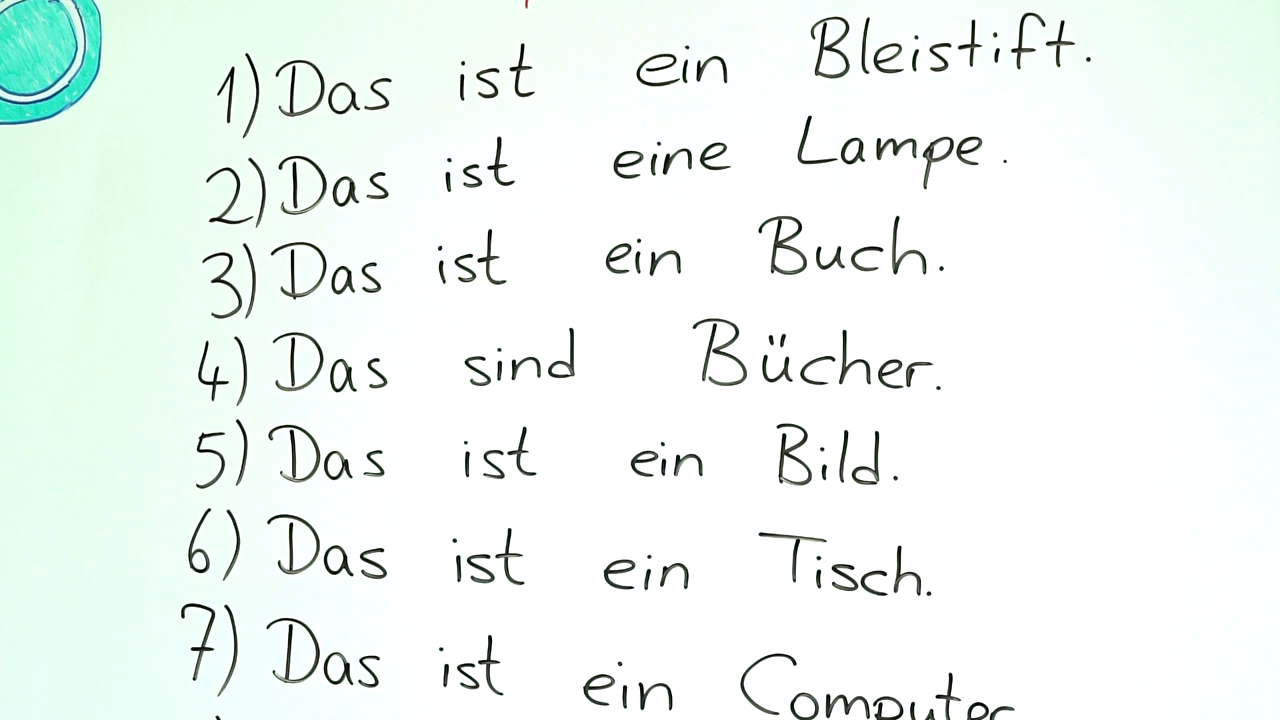 1) Das ist ein Bleistift.
2) Das ist eine Lampe.
3) Das ist ein Buch.
4) Das sind Bücher.
5) Das ist ein Bild.
6) Das ist ein Tisch.
7) Das ist ein Computer